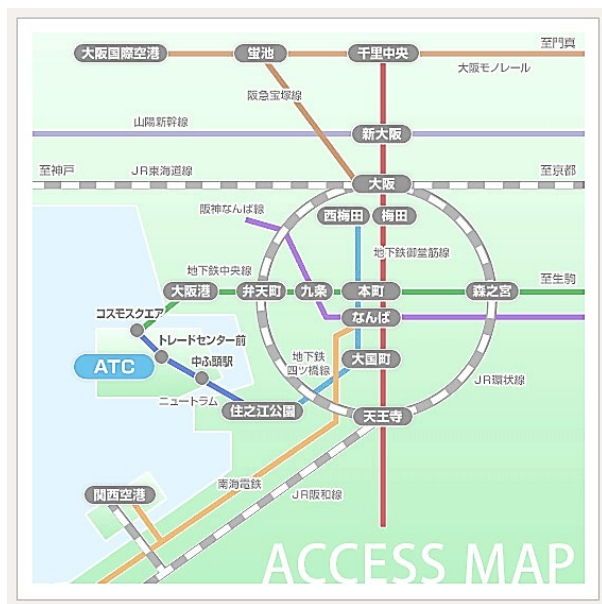 大阪国際空港
蛍池
千里中央
至門真
大阪モノレール
阪急宝塚線
山陽新幹線
新大阪
至神戸
JR東海道線
至京都
大阪
阪神なんば線
西梅田
梅田
地下鉄御堂筋線
地下鉄中央線
至生駒
大阪港
弁天町
九条
本町
森之宮
コスモスクエア
なんば
トレードセンター前
ATC
中ふ頭駅
地下鉄
四ツ橋線
大国町
JR環状線
ニュートラム
住之江公園
天王寺
南海電鉄
関西空港
JR阪和線
ACCESS MAP